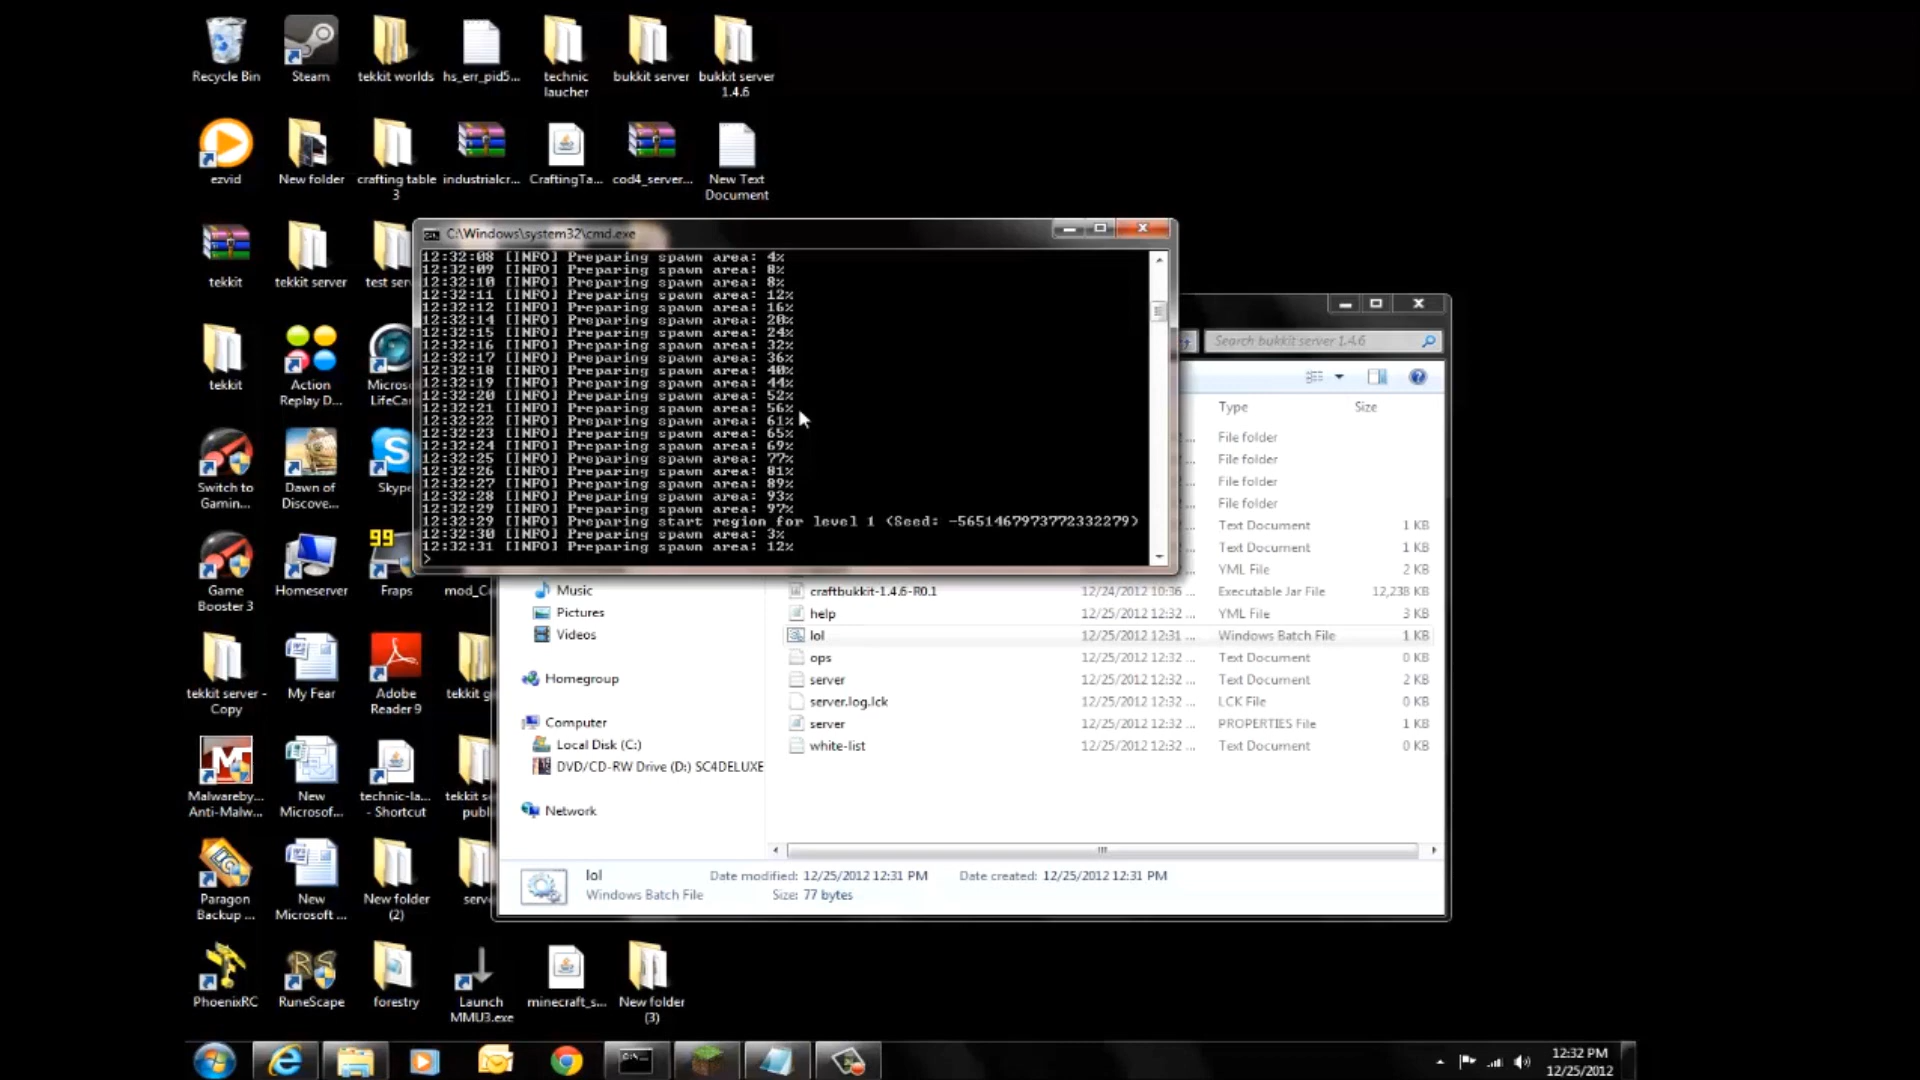 Recycle Bin
Steam
tekkit worlds
hs_err_pid5...
technic
laucher
bukkit server
bukkit server
1.4.6
ezvid
New folder
crafting table
3
industrialcr...
CraftingTa...
cod4_server...
New Text
Document
tekkit
tekkit server
test ser
C:\Windows\system32\cmd.exe
12:32:08 [INFO] Preparing spawn area: 4%
12:32:09 [INFO] Preparing spawn area: 8%
12:32:10 [INFO] Preparing spawn area: 8%
12:32:11 [INFO] Preparing spawn area: 12%
12:32:12 [INFO] Preparing spawn area: 16%
12:32:14 [INFO] Preparing spawn area: 20%
12:32:15 [INFO] Preparing spawn area: 24%
12:32:16 [INFO] Preparing spawn area: 32%
12:32:17 [INFO] Preparing spawn area: 36%
12:32:18 [INFO] Preparing spawn area: 40%
12:32:19 [INFO] Preparing spawn area: 44%
12:32:20 [INFO] Preparing spawn area: 52%
12:32:21 [INFO] Preparing spawn area: 56%
12:32:22 [INFO] Preparing spawn area: 61%
12:32:23 [INFO] Preparing spawn area: 65%
12:32:24 [INFO] Preparing spawn area: 69%
12:32:25 [INFO] Preparing spawn area: 77%
12:32:26 [INFO] Preparing spawn area: 81%
12:32:27 [INFO] Preparing spawn area: 89%
12:32:28 [INFO] Preparing spawn area: 93%
12:32:29 [INFO] Preparing spawn area: 97%
12:32:29 [INFO] Preparing start region for level 1 (Seed: -5651467973772332279)
12:32:30 [INFO] Preparing spawn area: 3%
12:32:31 [INFO] Preparing spawn area: 12%
>
Search bukkit server 1.4.6
Type Size
File folder
File folder
File folder
File folder
Text Document 1 KB
Text Document 1 KB
YML File 2 KB
craftbukkit-1.4.6-R0.1 12/24/2012 10:36 ... Executable Jar File 12,238 KB
help 12/25/2012 12:32 ... YML File 3 KB
lol 12/25/2012 12:31 ... Windows Batch File 1 KB
ops 12/25/2012 12:32 ... Text Document 0 KB
server 12/25/2012 12:32 ... Text Document 2 KB
server.log.lck 12/25/2012 12:32 ... LCK File 0 KB
server 12/25/2012 12:32 ... PROPERTIES File 1 KB
white-list 12/25/2012 12:32 ... Text Document 0 KB
Music
Pictures
Videos
Homegroup
Computer
Local Disk (C:)
DVD/CD-RW Drive (D:) SC4DELUXE
Network
lol
Windows Batch File
Date modified: 12/25/2012 12:31 PM
Size: 77 bytes
Date created: 12/25/2012 12:31 PM
tekkit
Action
Replay D...
Micros
LifeCar
Switch to
Gamin...
Dawn of
Discove...
Skype
99
Game
Booster 3
Homeserver
Fraps
mod_Co
tekkit server -
Copy
My Fear
Adobe
Reader 9
tekkit g
Malwareby...
Anti-Malw...
New
Microsof...
technic-la...
- Shortcut
tekkit se
publ
Paragon
Backup ...
New
Microsoft ...
New folder
(2)
serv
PhoenixRC
RS
RuneScape
forestry
Launch
MMU3.exe
minecraft_s...
New folder
(3)
12:32 PM
12/25/2012